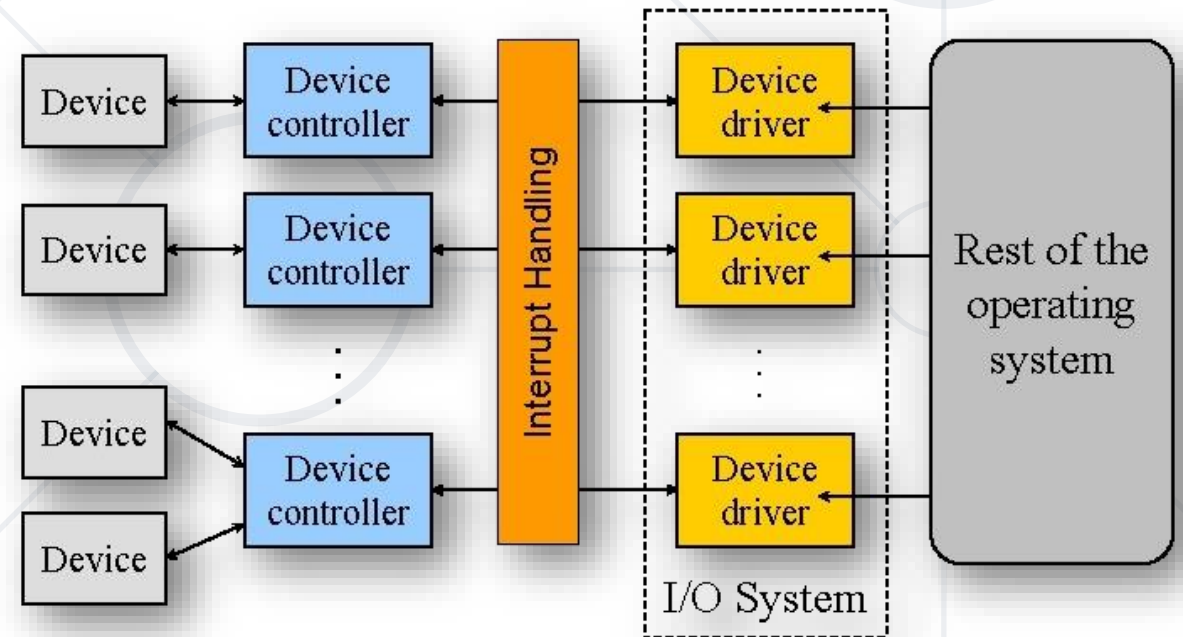 Device
Device
controller
Device
driver
Device
Device
controller
Device
driver
Interrupt Handling
Rest of the
operating
system
Device
Device
controller
Device
driver
Device
I/O System